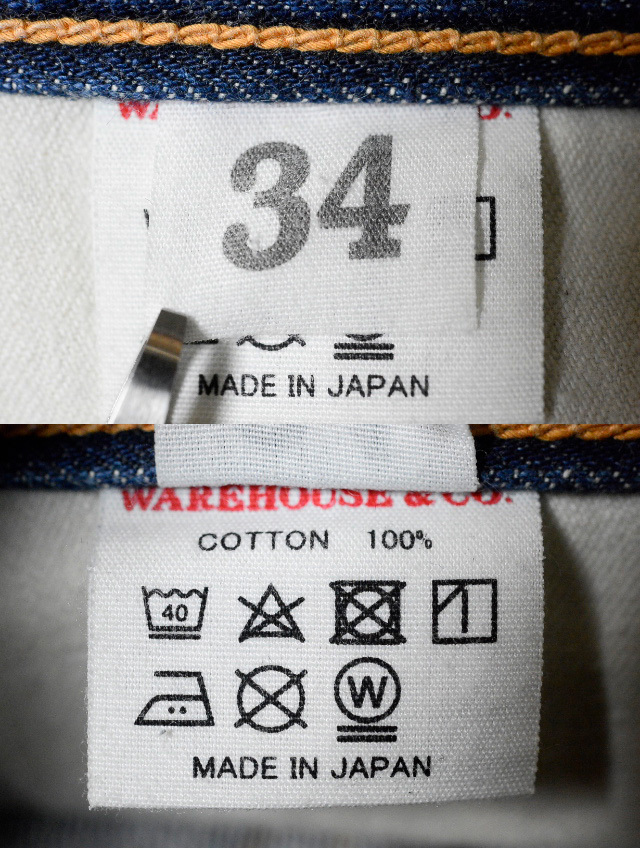 34
MADE IN JAPAN
WAREHOUSE & CO.
COTTON 100%
40
W
MADE IN JAPAN